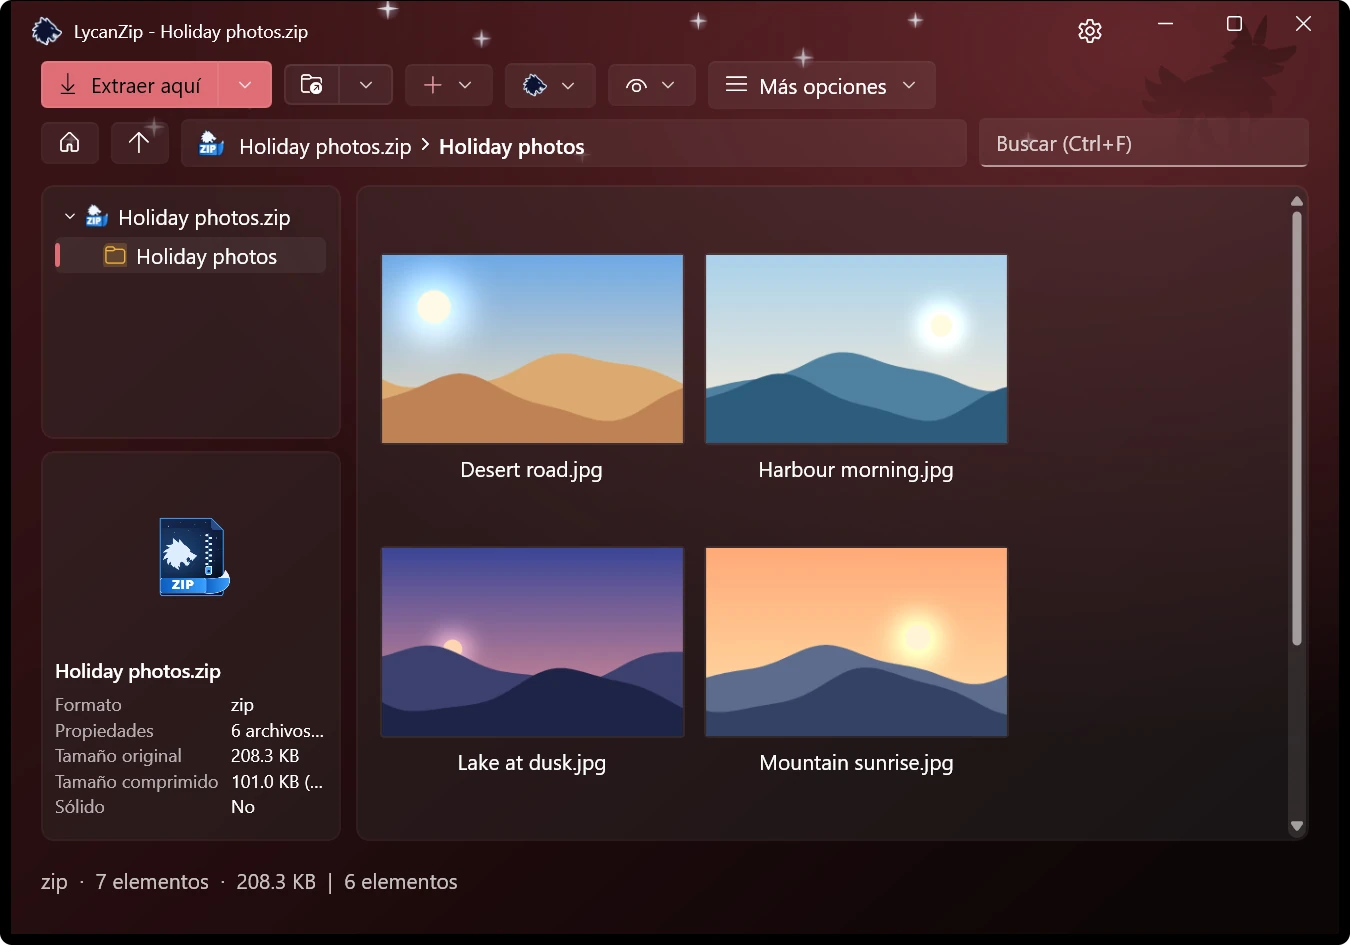 LycanZip - Holiday photos.zip
Extraer aquí
Más opciones
Holiday photos.zip > Holiday photos
Buscar (Ctrl+F)
Holiday photos.zip
Holiday photos
Desert road.jpg
Harbour morning.jpg
Lake at dusk.jpg
Mountain sunrise.jpg
ZIP
Holiday photos.zip
Formato zip
Propiedades 6 archivos...
Tamaño original 208.3 KB
Tamaño comprimido 101.0 KB (...
Sólido No
zip · 7 elementos · 208.3 KB | 6 elementos